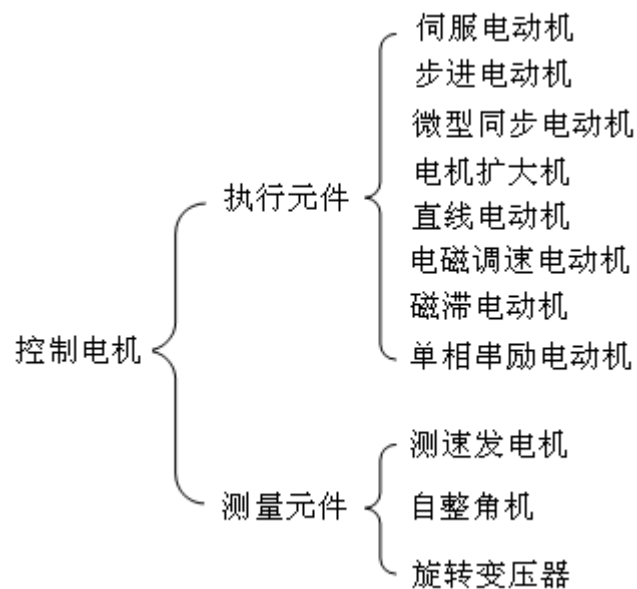 控制电机
执行元件
伺服电动机
步进电动机
微型同步电动机
电机扩大机
直线电动机
电磁调速电动机
磁滞电动机
单相串励电动机
测量元件
测速发电机
自整角机
旋转变压器